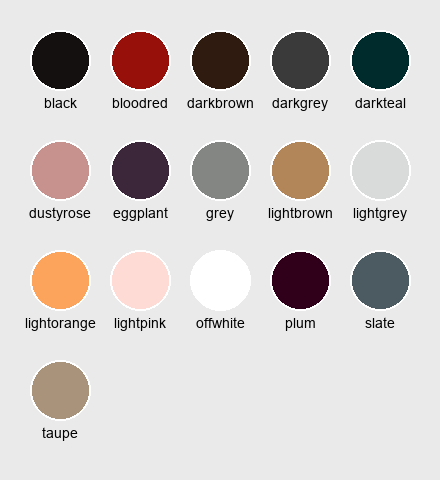 black bloodred darkbrown darkgrey darkteal
dustyrose eggplant grey lightbrown lightgrey
lightorange lightpink offwhite plum slate
taupe